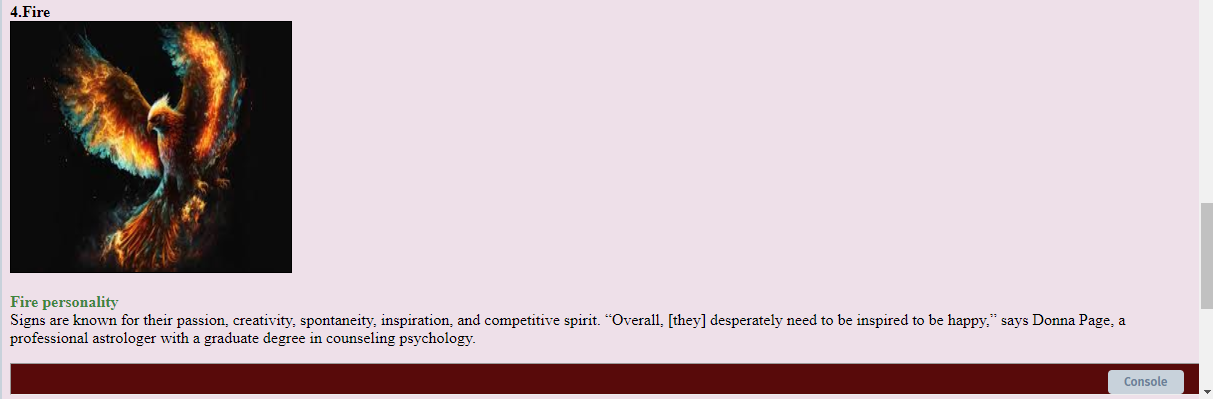 4.Fire
Fire personality
Signs are known for their passion, creativity, spontaneity, inspiration, and competitive spirit. “Overall, [they] desperately need to be inspired to be happy,” says Donna Page, a
professional astrologer with a graduate degree in counseling psychology.
Console